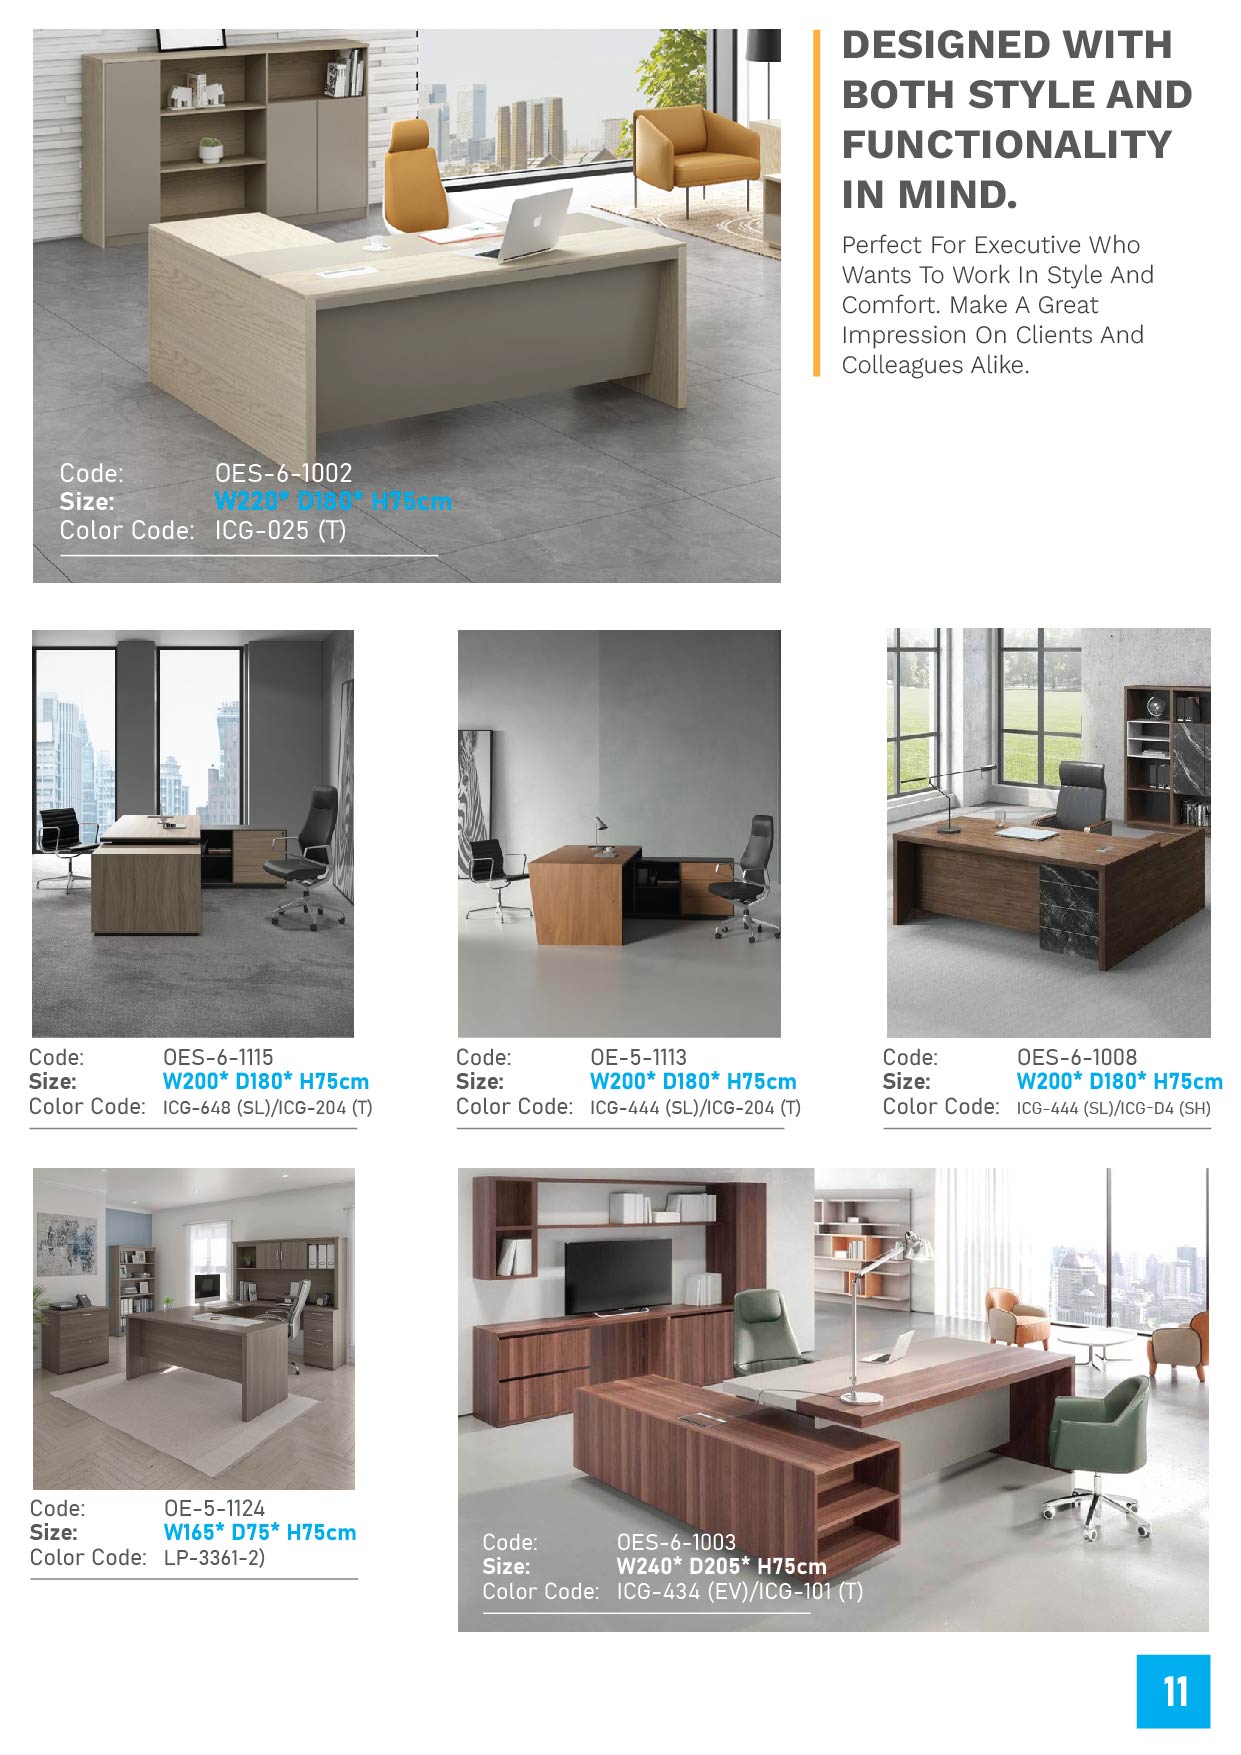 DESIGNED WITH
BOTH STYLE AND
FUNCTIONALITY
IN MIND.
Perfect For Executive Who
Wants To Work In Style And
Comfort. Make A Great
Impression On Clients And
Colleagues Alike.
Code: OES-6-1002
Size: W220* D180* H75cm
Color Code: ICG-025 (T)
Code: OES-6-1115
Size: W200* D180* H75cm
Color Code: ICG-648 (SL)/ICG-204 (T)
Code: OE-5-1113
Size: W200* D180* H75cm
Color Code: ICG-444 (SL)/ICG-204 (T)
Code: OES-6-1008
Size: W200* D180* H75cm
Color Code: ICG-444 (SL)/ICG-D4 (SH)
Code: OE-5-1124
Size: W165* D75* H75cm
Color Code: LP-3361-2)
Code: OES-6-1003
Size: W240* D205* H75cm
Color Code: ICG-434 (EV)/ICG-101 (T)
11